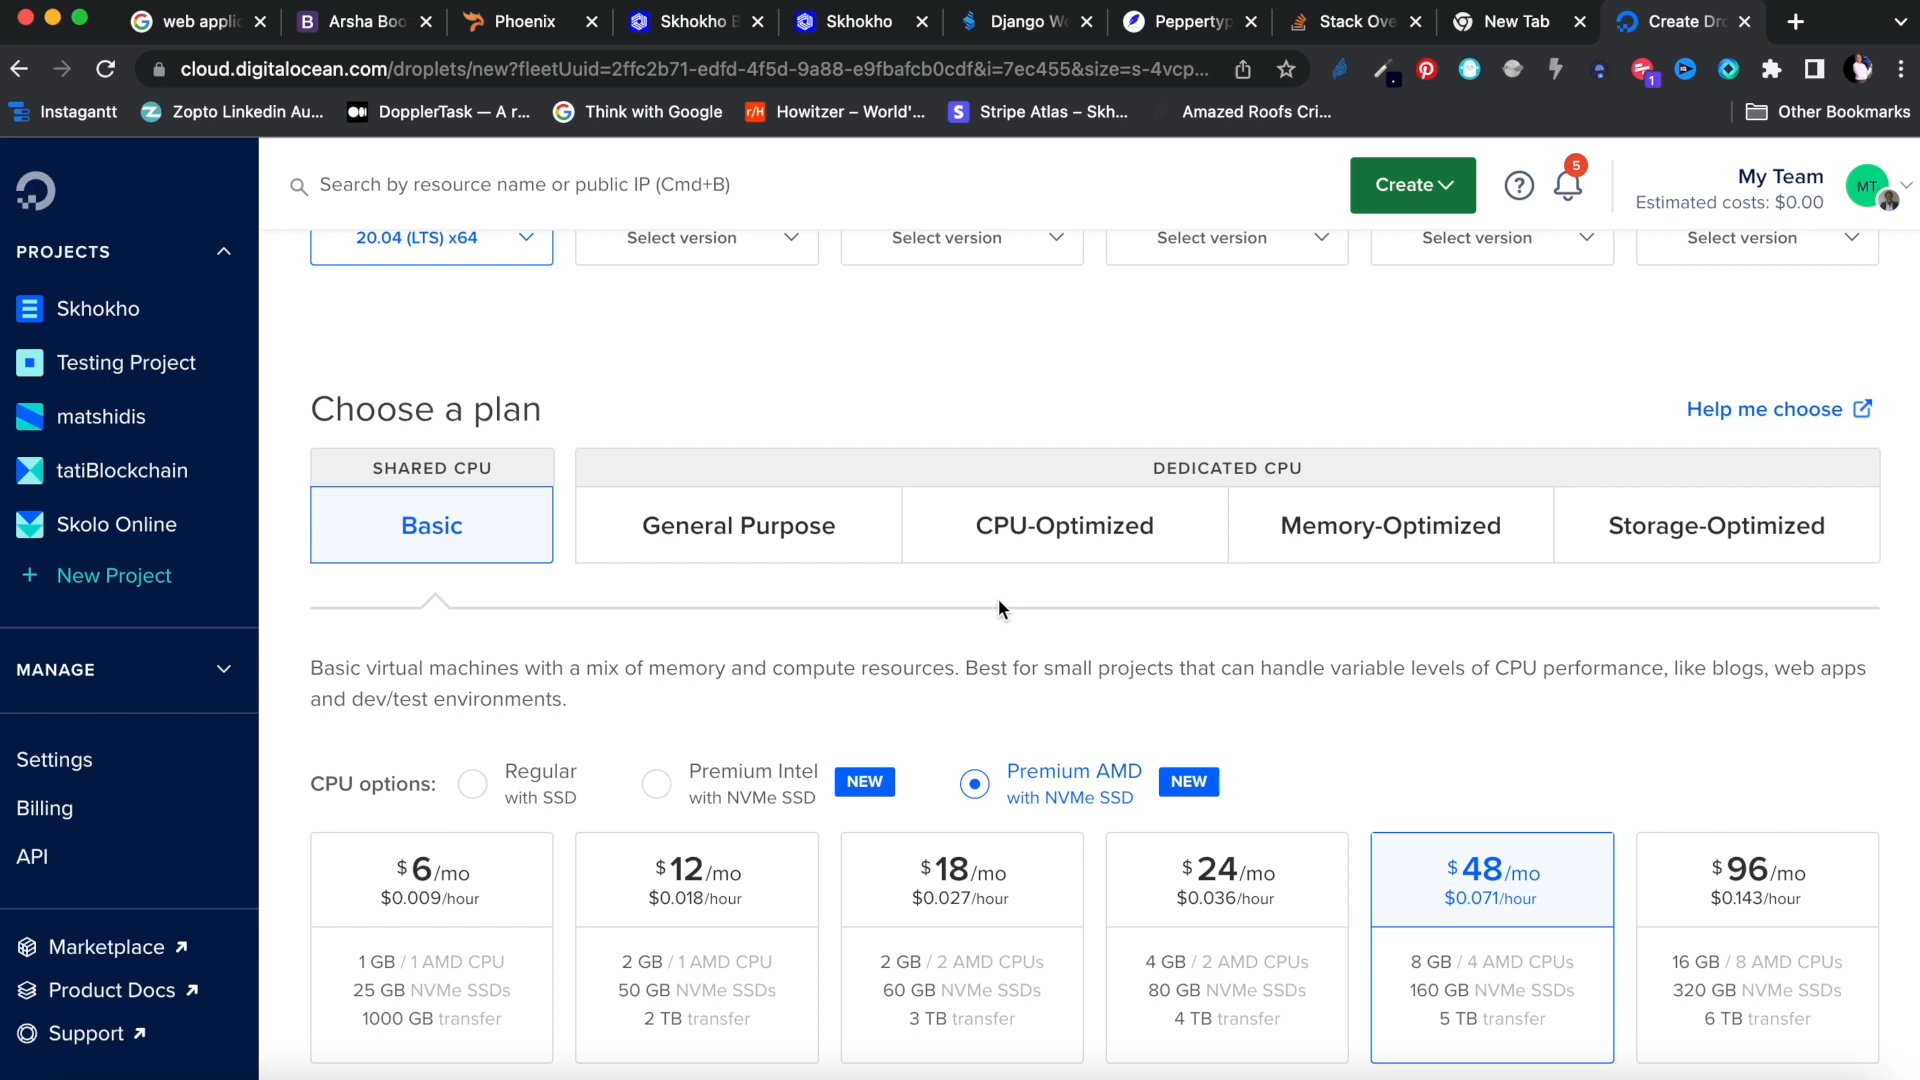 web applic
Arsha Boo
Phoenix
Skhokho B
Skhokho
Django We
Peppertyp
Stack Ove
New Tab
Create Dro
cloud.digitalocean.com/droplets/new?fleetUuid=2ffc2b71-edfd-4f5d-9a88-e9fbafcb0cdf&i=7ec455&size=s-4vcp...
1
Instagantt
Zopto Linkedin Au...
DopplerTask — A r...
Think with Google
r/H
Howitzer – World'...
S
Stripe Atlas – Skh...
Amazed Roofs Cri...
Other Bookmarks
Search by resource name or public IP (Cmd+B)
Create
5
My Team
Estimated costs: $0.00
MT
PROJECTS
Skhokho
Testing Project
matshidis
tatiBlockchain
Skolo Online
+ New Project
MANAGE
Settings
Billing
API
Marketplace
Product Docs
Support
20.04 (LTS) x64
Select version
Select version
Select version
Select version
Select version
Choose a plan
Help me choose
SHARED CPU
DEDICATED CPU
Basic
General Purpose
CPU-Optimized
Memory-Optimized
Storage-Optimized
Basic virtual machines with a mix of memory and compute resources. Best for small projects that can handle variable levels of CPU performance, like blogs, web apps
and dev/test environments.
CPU options:
Regular
with SSD
Premium Intel
with NVMe SSD
NEW
Premium AMD
with NVMe SSD
NEW
$6/mo
$0.009/hour
1 GB / 1 AMD CPU
25 GB NVMe SSDs
1000 GB transfer
$12/mo
$0.018/hour
2 GB / 1 AMD CPU
50 GB NVMe SSDs
2 TB transfer
$18/mo
$0.027/hour
2 GB / 2 AMD CPUs
60 GB NVMe SSDs
3 TB transfer
$24/mo
$0.036/hour
4 GB / 2 AMD CPUs
80 GB NVMe SSDs
4 TB transfer
$48/mo
$0.071/hour
8 GB / 4 AMD CPUs
160 GB NVMe SSDs
5 TB transfer
$96/mo
$0.143/hour
16 GB / 8 AMD CPUs
320 GB NVMe SSDs
6 TB transfer